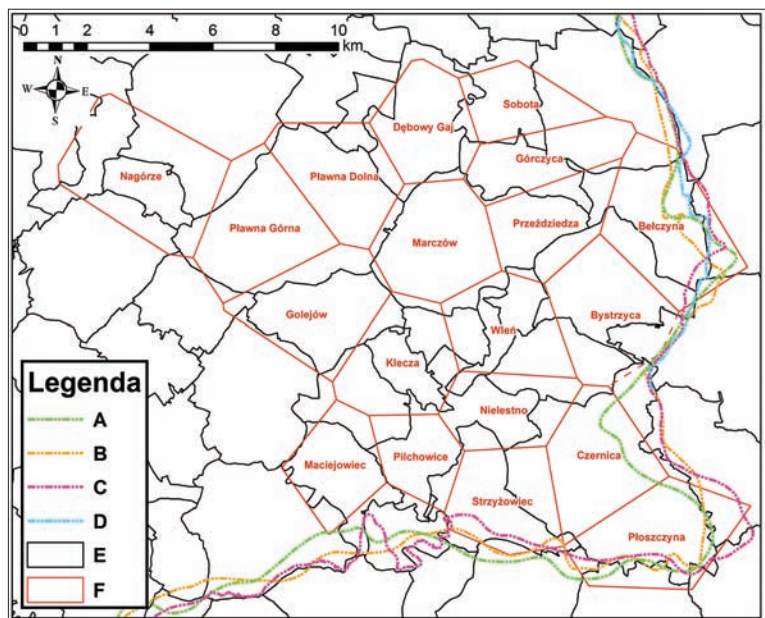 0 1 2 4 6 8 10
km
N
W E
S
Sobota
Dębowy Gaj
Górczyca
Nagórze
Pławna Dolna
Pławna Górna
Marczów
Przeździedza
Bełczyna
Golejów
Wleń
Bystrzyca
Klecza
Legenda
A
B
C
D
E
F
Nielestno
Maciejowiec
Pilchowice
Czernica
Strzyżowiec
Płoszczyna